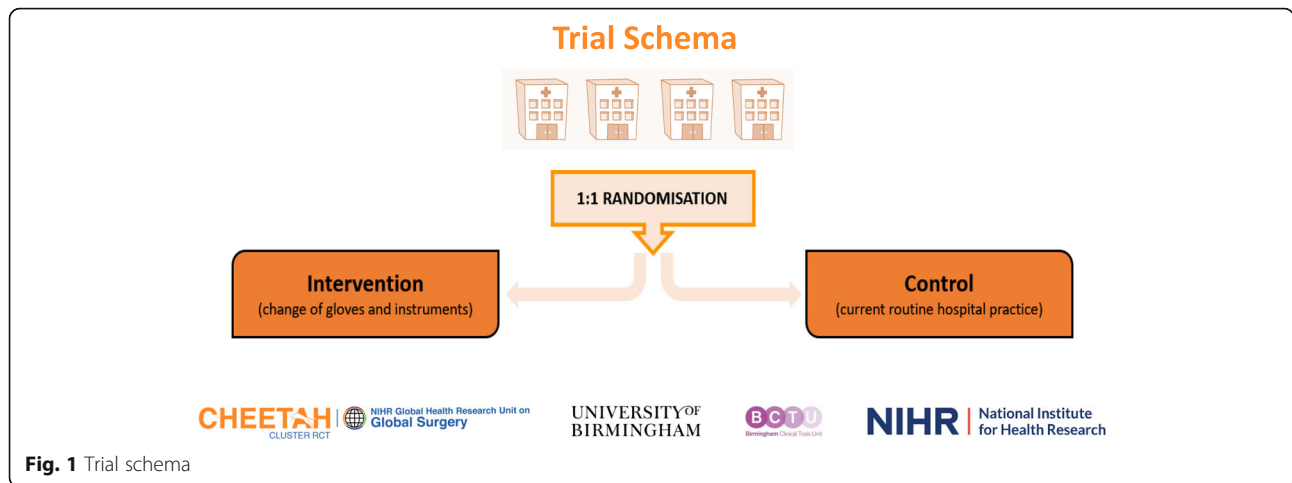 Trial Schema
1:1 RANDOMISATION
Intervention
(change of gloves and instruments)
Control
(current routine hospital practice)
CHEETAH
CLUSTER RCT
NIHR Global Health Research Unit on
Global Surgery
UNIVERSITY OF
BIRMINGHAM
BCTU
Birmingham Clinical Trials Unit
NIHR
National Institute
for Health Research
Fig. 1 Trial schema